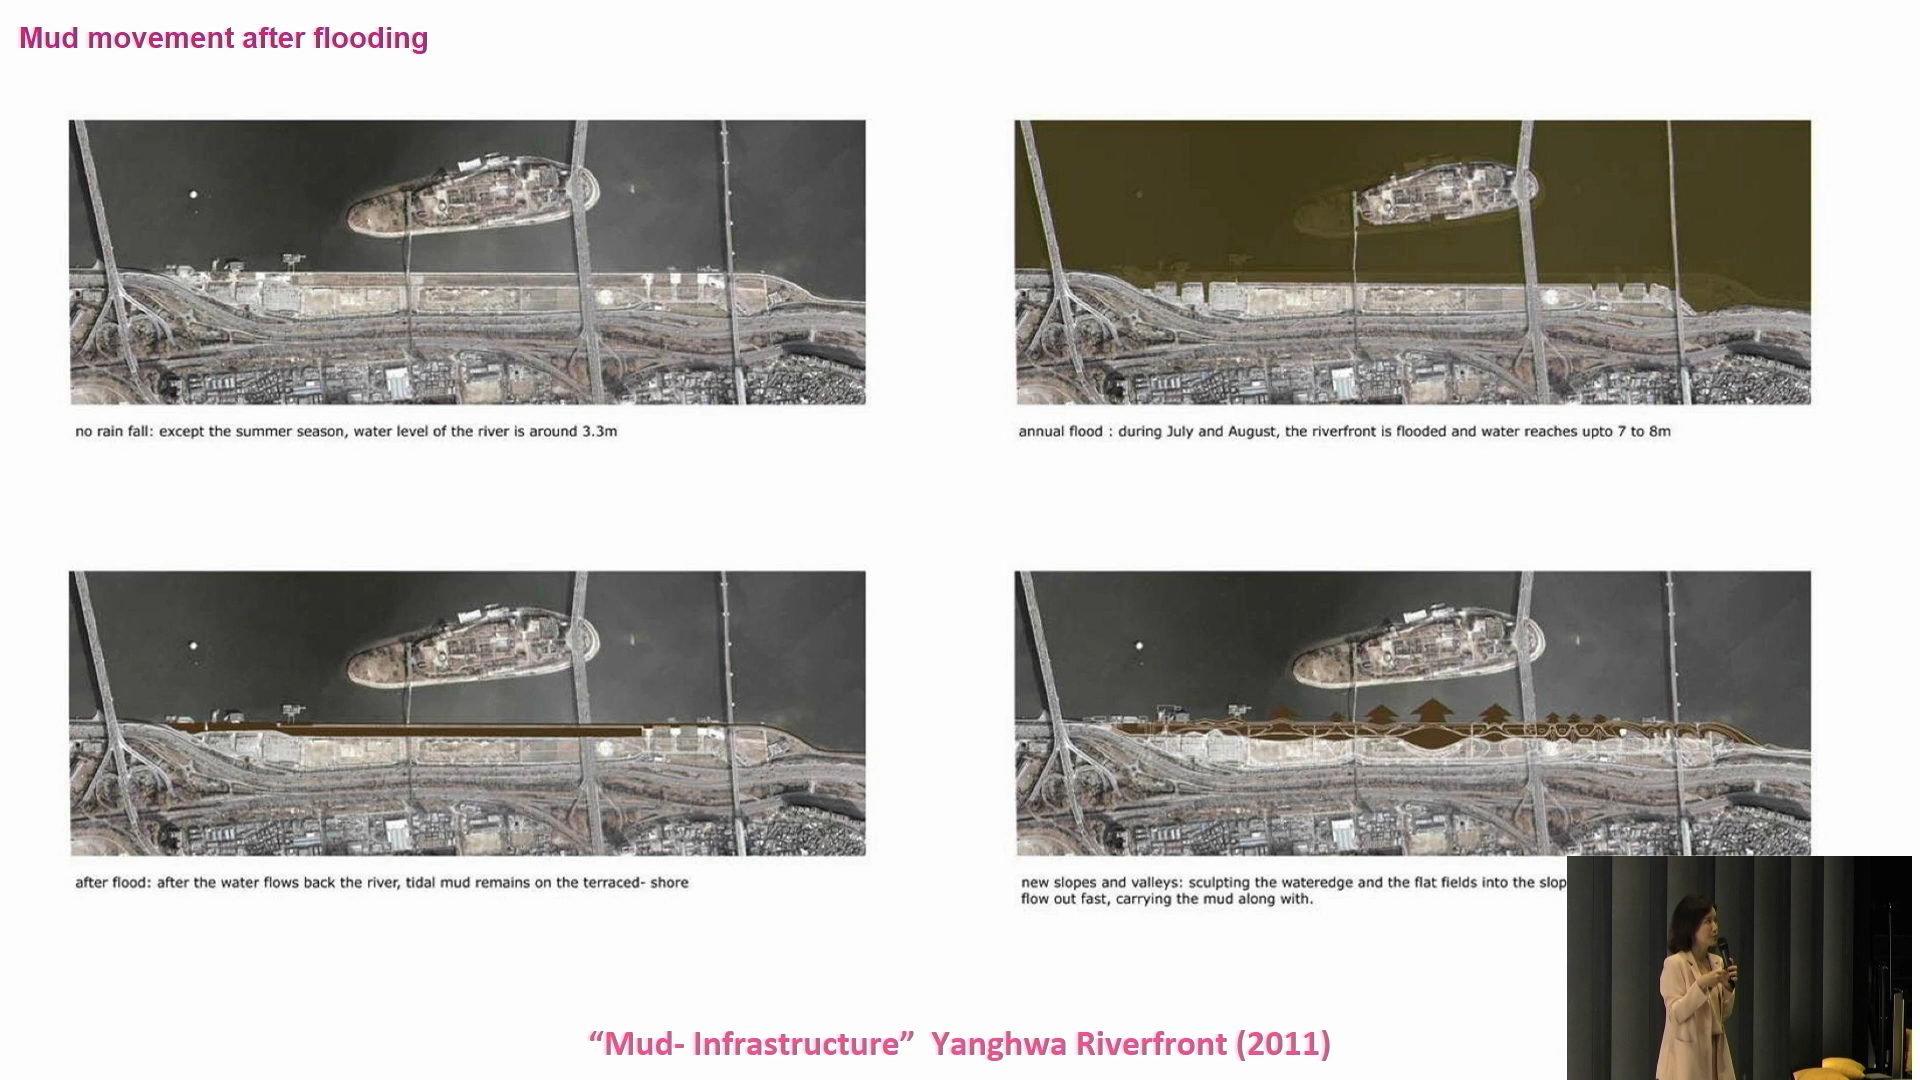 Mud movement after flooding
no rain fall: except the summer season, water level of the river is around 3.3m
annual flood : during July and August, the riverfront is flooded and water reaches upto 7 to 8m
after flood: after the water flows back the river, tidal mud remains on the terraced- shore
new slopes and valleys: sculpting the wateredge and the flat fields into the slop
flow out fast, carrying the mud along with.
“Mud- Infrastructure”  Yanghwa Riverfront (2011)